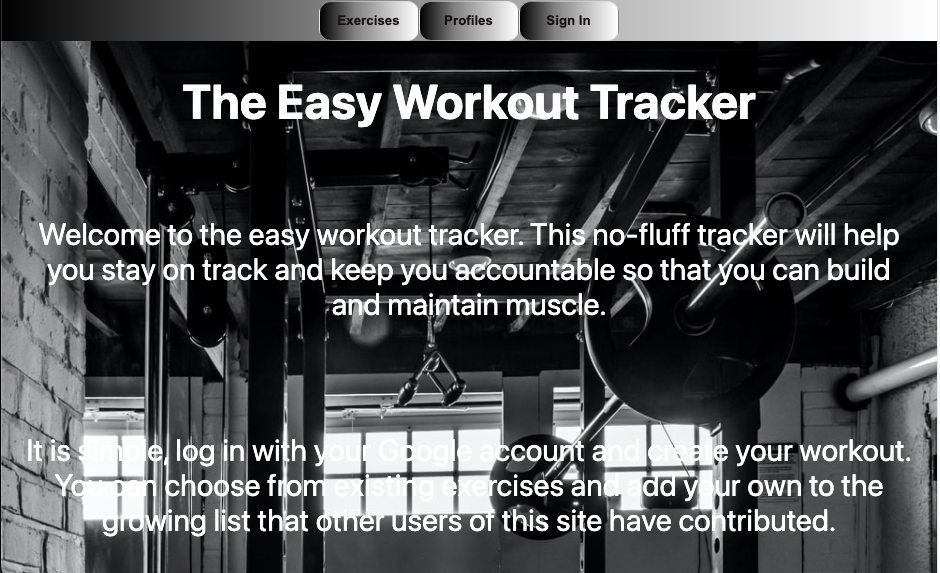 Exercises Profiles Sign In
The Easy Workout Tracker
Welcome to the easy workout tracker. This no-fluff tracker will help
you stay on track and keep you accountable so that you can build
and maintain muscle.
It is simple, log in with your Google account and create your workout.
You can choose from existing exercises and add your own to the
growing list that other users of this site have contributed.